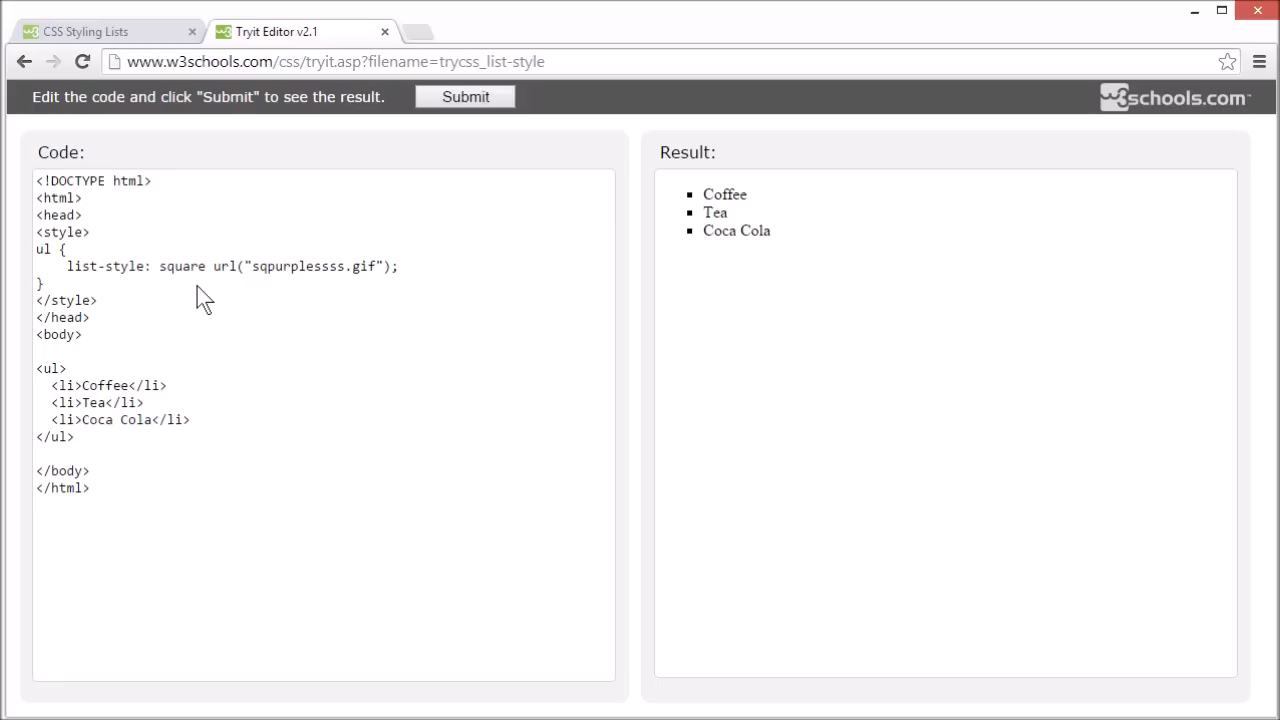 CSS Styling Lists
Tryit Editor v2.1
www.w3schools.com/css/tryit.asp?filename=trycss_list-style
Edit the code and click "Submit" to see the result.
Submit
w3schools.com™
Code:
<!DOCTYPE html>
<html>
<head>
<style>
ul {
    list-style: square url("sqpurplessss.gif");
}
</style>
</head>
<body>

<ul>
  <li>Coffee</li>
  <li>Tea</li>
  <li>Coca Cola</li>
</ul>

</body>
</html>
Result:
Coffee
Tea
Coca Cola